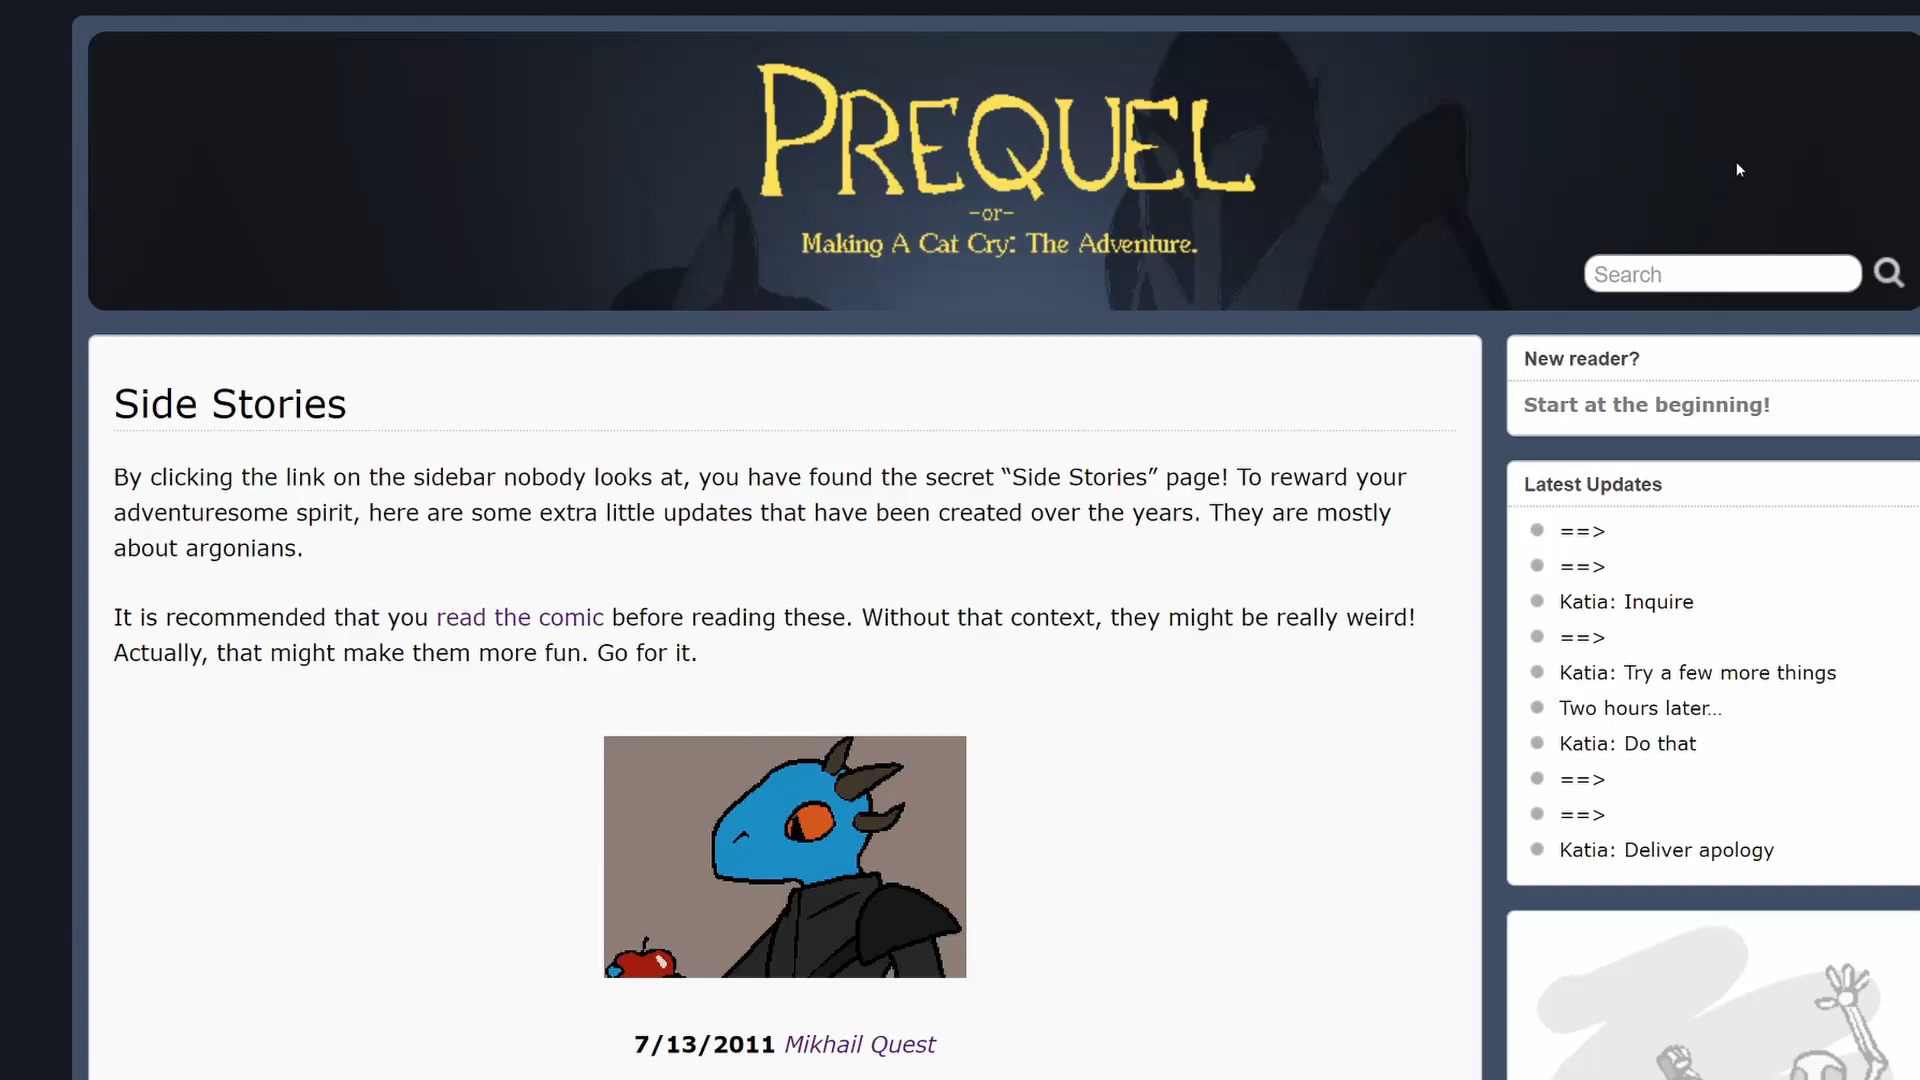 PREQUEL
-or-
Making A Cat Cry: The Adventure.
Search
Side Stories
By clicking the link on the sidebar nobody looks at, you have found the secret “Side Stories” page! To reward your
adventuresome spirit, here are some extra little updates that have been created over the years. They are mostly
about argonians.
It is recommended that you read the comic before reading these. Without that context, they might be really weird!
Actually, that might make them more fun. Go for it.
7/13/2011 Mikhail Quest
New reader?
Start at the beginning!
Latest Updates
==>
==>
Katia: Inquire
==>
Katia: Try a few more things
Two hours later…
Katia: Do that
==>
==>
Katia: Deliver apology